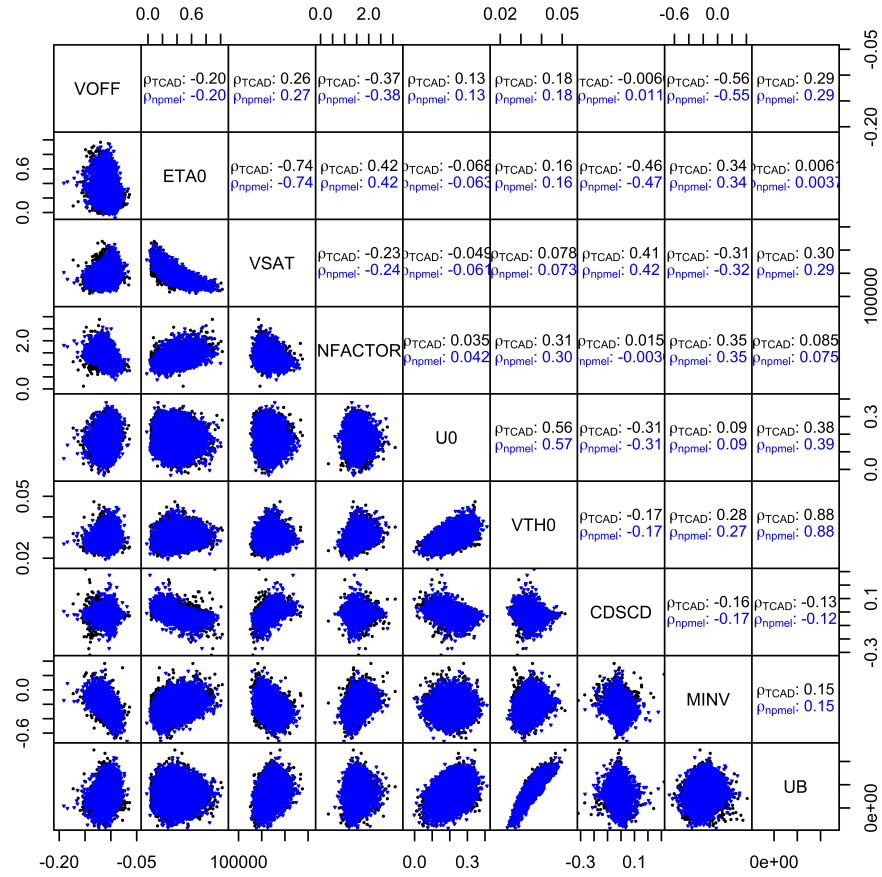 0.0 0.6 0.0 2.0 0.02 0.05 -0.6 0.0
VOFF ρTCAD: -0.20 ρTCAD: 0.26 ρTCAD: -0.37 ρTCAD: 0.13 ρTCAD: 0.18 TCAD: -0.006 ρTCAD: -0.56 ρTCAD: 0.29 -0.20 -0.05
ρnpmel: -0.20 ρnpmel: 0.27 ρnpmel: -0.38 ρnpmel: 0.13 ρnpmel: 0.18 ρnpmel: 0.011 ρnpmel: -0.55 ρnpmel: 0.29
0.0 0.6 ETA0 ρTCAD: -0.74 ρTCAD: 0.42 ρTCAD: -0.068 ρTCAD: 0.16 ρTCAD: -0.46 ρTCAD: 0.34 ρTCAD: 0.0061
ρnpmel: -0.74 ρnpmel: 0.42 ρnpmel: -0.063 ρnpmel: 0.16 ρnpmel: -0.47 ρnpmel: 0.34 ρnpmel: 0.0037
VSAT ρTCAD: -0.23 ρTCAD: -0.049 ρTCAD: 0.078 ρTCAD: 0.41 ρTCAD: -0.31 ρTCAD: 0.30 100000
ρnpmel: -0.24 ρnpmel: -0.061 ρnpmel: 0.073 ρnpmel: 0.42 ρnpmel: -0.32 ρnpmel: 0.29
0.0 2.0 NFACTOR ρTCAD: 0.035 ρTCAD: 0.31 ρTCAD: 0.015 ρTCAD: 0.35 ρTCAD: 0.085
ρnpmel: 0.042 ρnpmel: 0.30 npmel: -0.003 ρnpmel: 0.35 ρnpmel: 0.075
U0 ρTCAD: 0.56 ρTCAD: -0.31 ρTCAD: 0.09 ρTCAD: 0.38 0.0 0.3
ρnpmel: 0.57 ρnpmel: -0.31 ρnpmel: 0.09 ρnpmel: 0.39
0.02 0.05 VTH0 ρTCAD: -0.17 ρTCAD: 0.28 ρTCAD: 0.88
ρnpmel: -0.17 ρnpmel: 0.27 ρnpmel: 0.88
CDSCD ρTCAD: -0.16 ρTCAD: -0.13 -0.3 0.1
ρnpmel: -0.17 ρnpmel: -0.12
-0.6 0.0 MINV ρTCAD: 0.15
ρnpmel: 0.15
UB 0e+00
-0.20 -0.05 100000 0.0 0.3 -0.3 0.1 0e+00